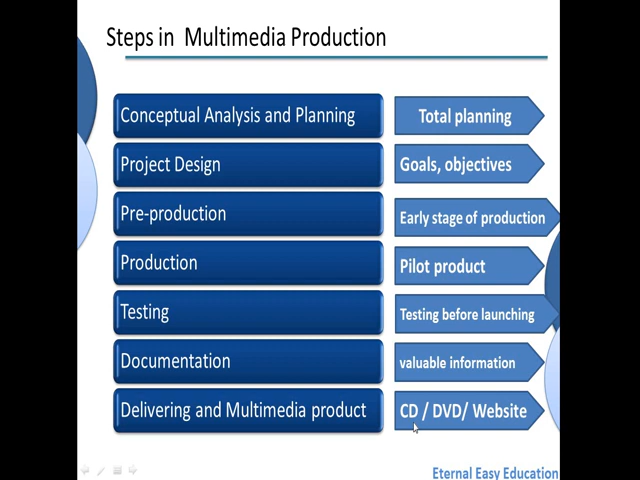 Steps in Multimedia Production
Conceptual Analysis and Planning
Total planning
Project Design
Goals, objectives
Pre-production
Early stage of production
Production
Pilot product
Testing
Testing before launching
Documentation
valuable information
Delivering and Multimedia product
CD / DVD/ Website
Eternal Easy Education